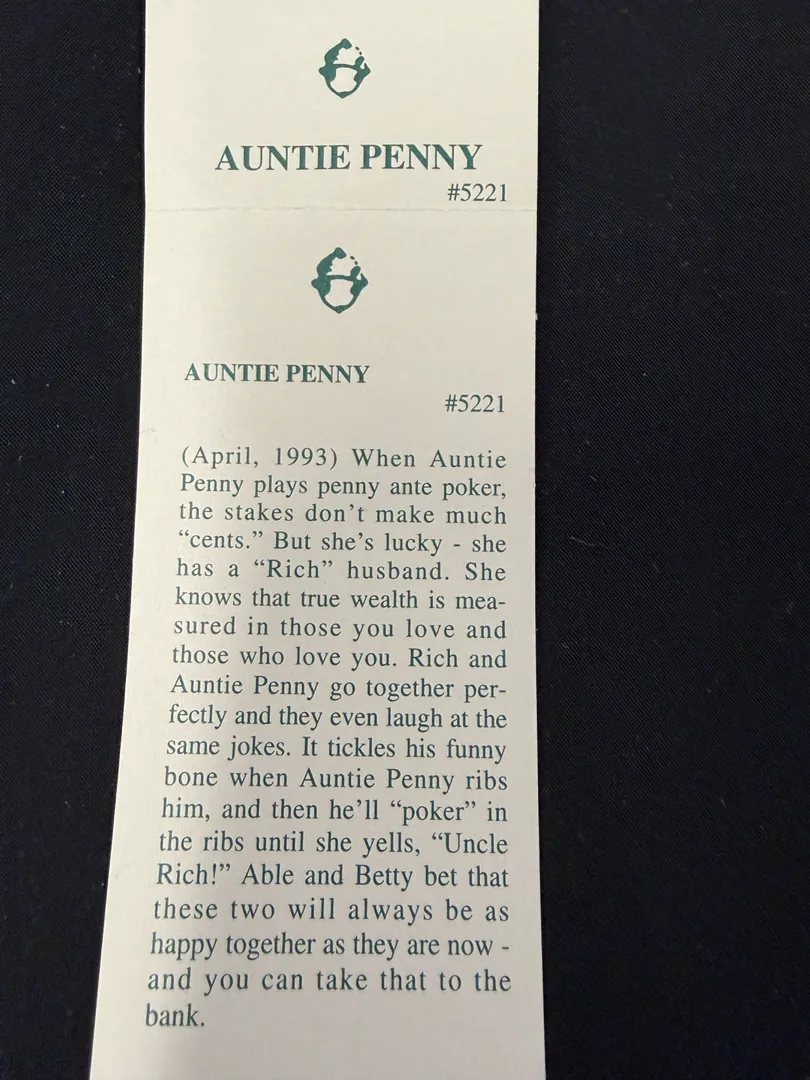 AUNTIE PENNY
#5221
AUNTIE PENNY
#5221
(April, 1993) When Auntie
Penny plays penny ante poker,
the stakes don't make much
“cents.” But she's lucky - she
has a “Rich” husband. She
knows that true wealth is mea-
sured in those you love and
those who love you. Rich and
Auntie Penny go together per-
fectly and they even laugh at the
same jokes. It tickles his funny
bone when Auntie Penny ribs
him, and then he'll “poker” in
the ribs until she yells, “Uncle
Rich!” Able and Betty bet that
these two will always be as
happy together as they are now -
and you can take that to the
bank.